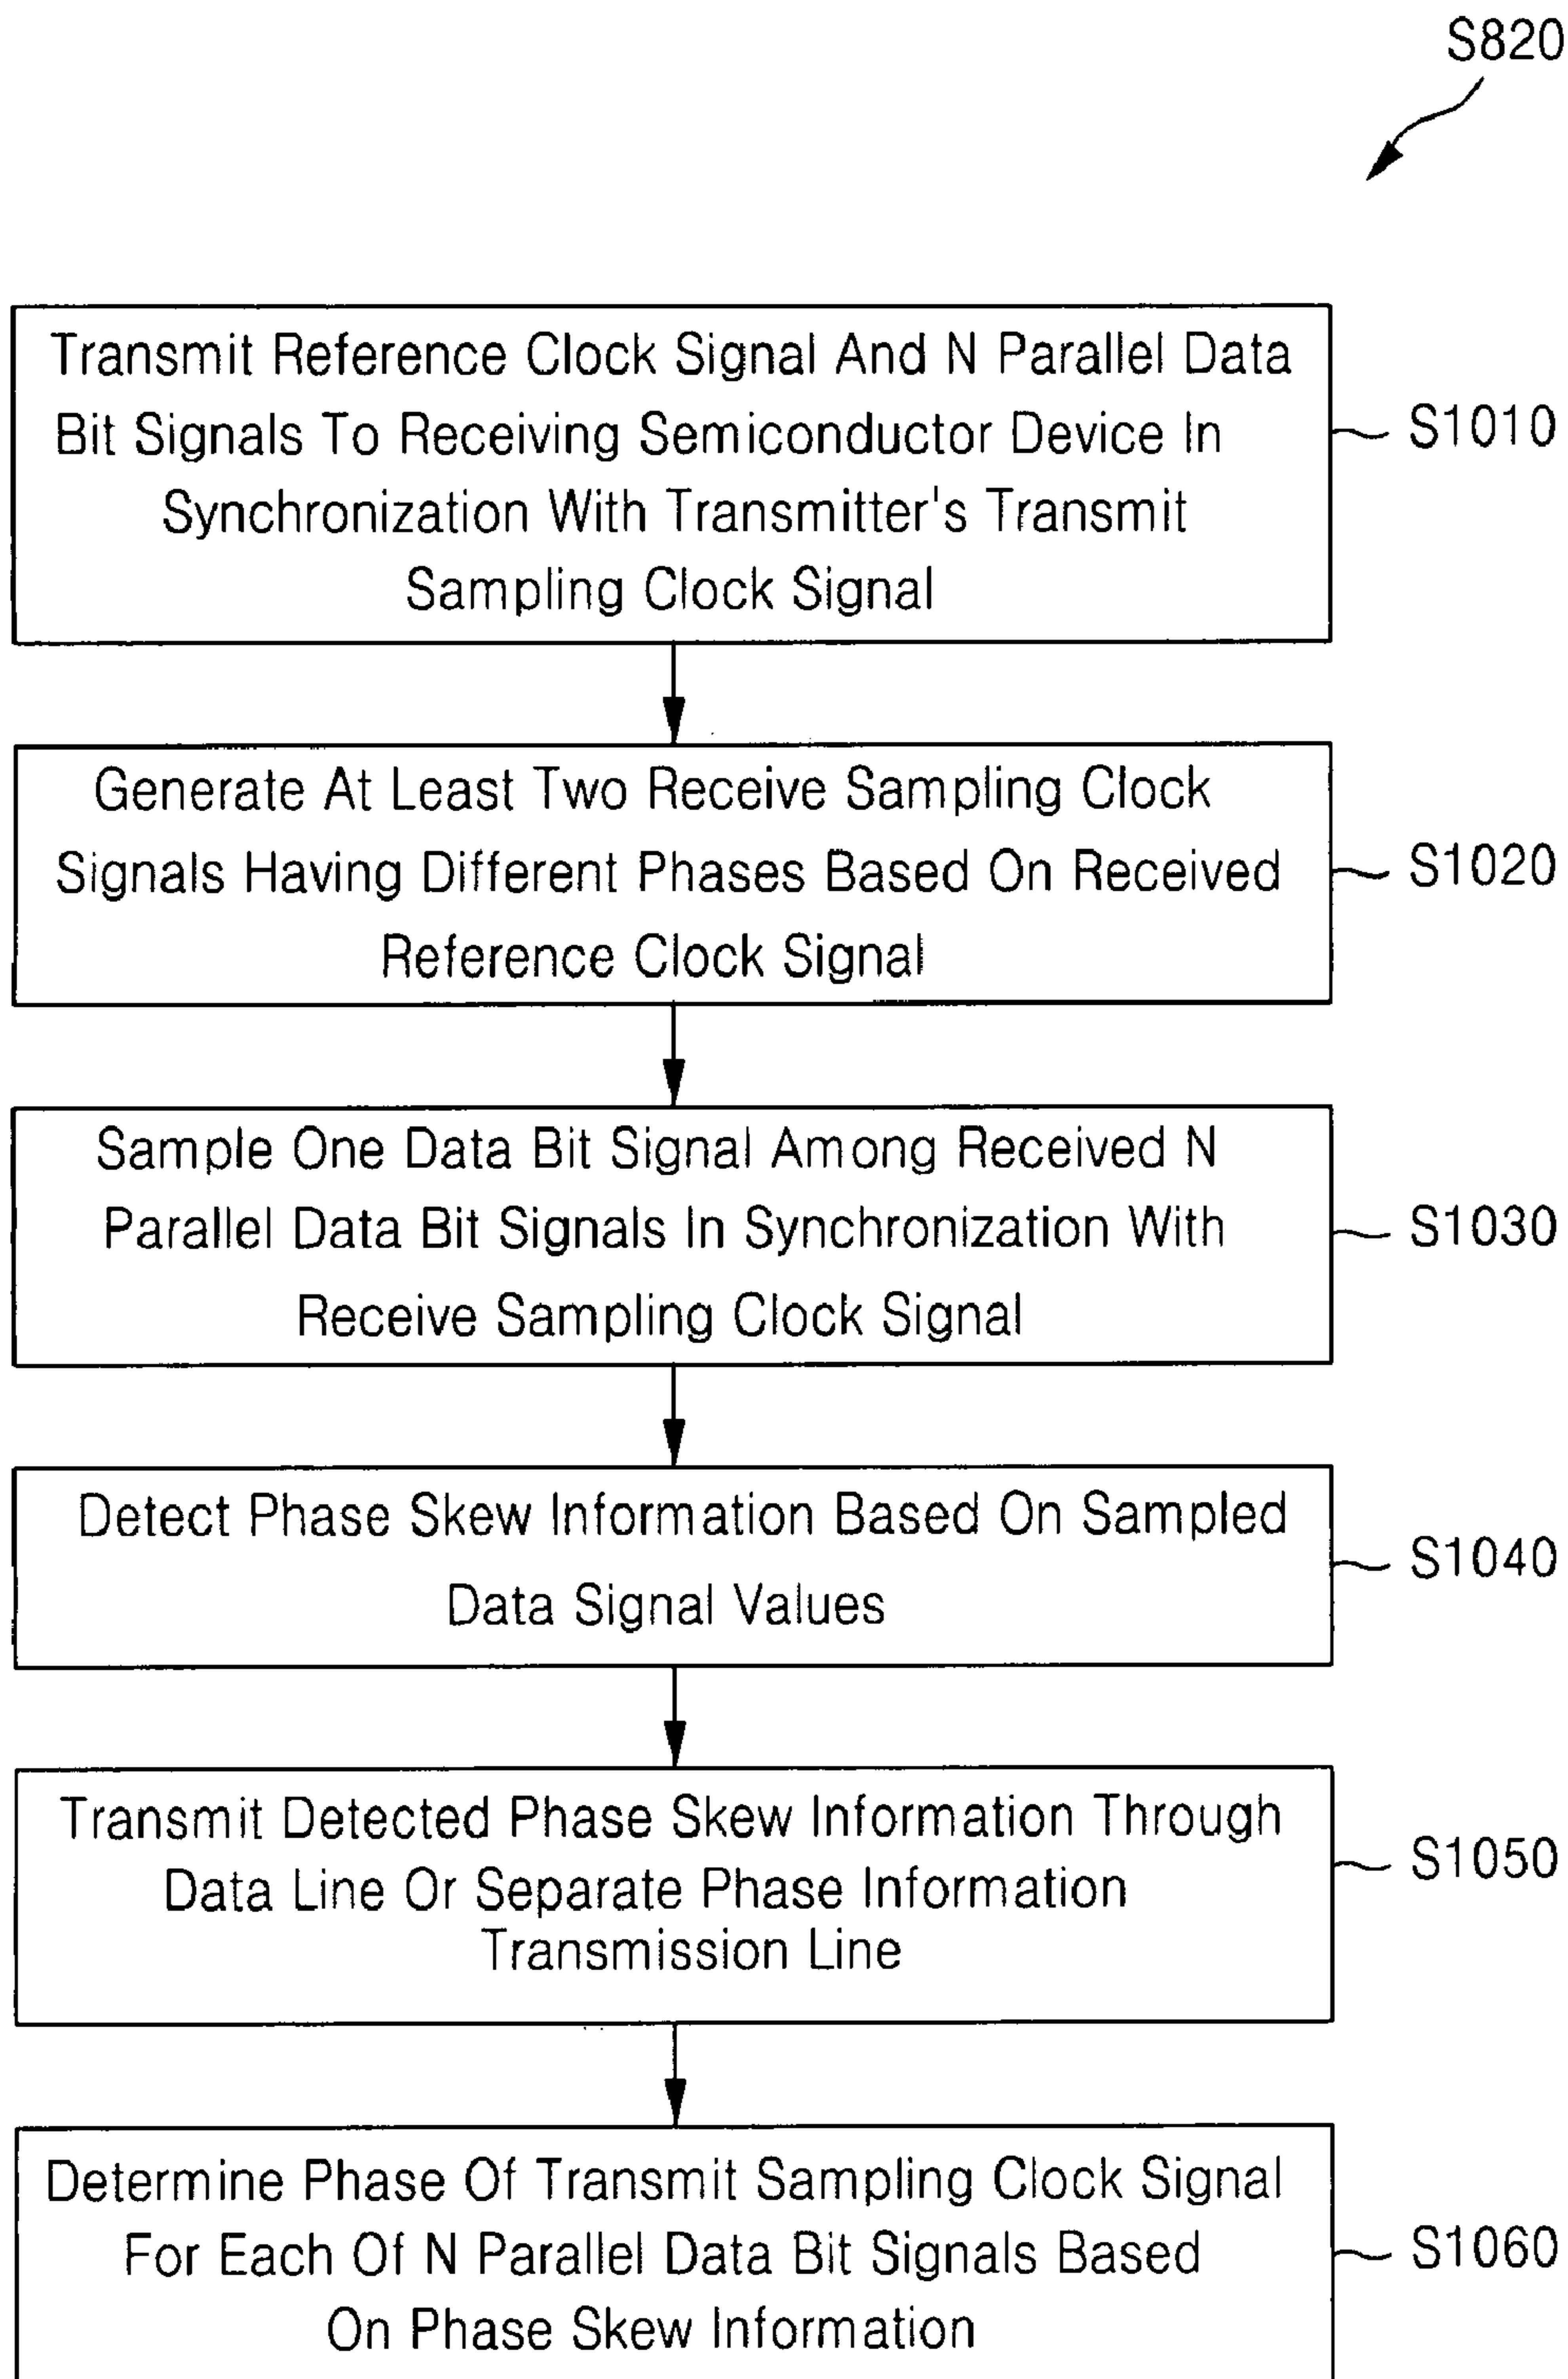 S820
Transmit Reference Clock Signal And N Parallel Data
Bit Signals To Receiving Semiconductor Device In
Synchronization With Transmitter's Transmit
Sampling Clock Signal
S1010
Generate At Least Two Receive Sampling Clock
Signals Having Different Phases Based On Received
Reference Clock Signal
S1020
Sample One Data Bit Signal Among Received N
Parallel Data Bit Signals In Synchronization With
Receive Sampling Clock Signal
S1030
Detect Phase Skew Information Based On Sampled
Data Signal Values
S1040
Transmit Detected Phase Skew Information Through
Data Line Or Separate Phase Information
Transmission Line
S1050
Determine Phase Of Transmit Sampling Clock Signal
For Each Of N Parallel Data Bit Signals Based
On Phase Skew Information
S1060